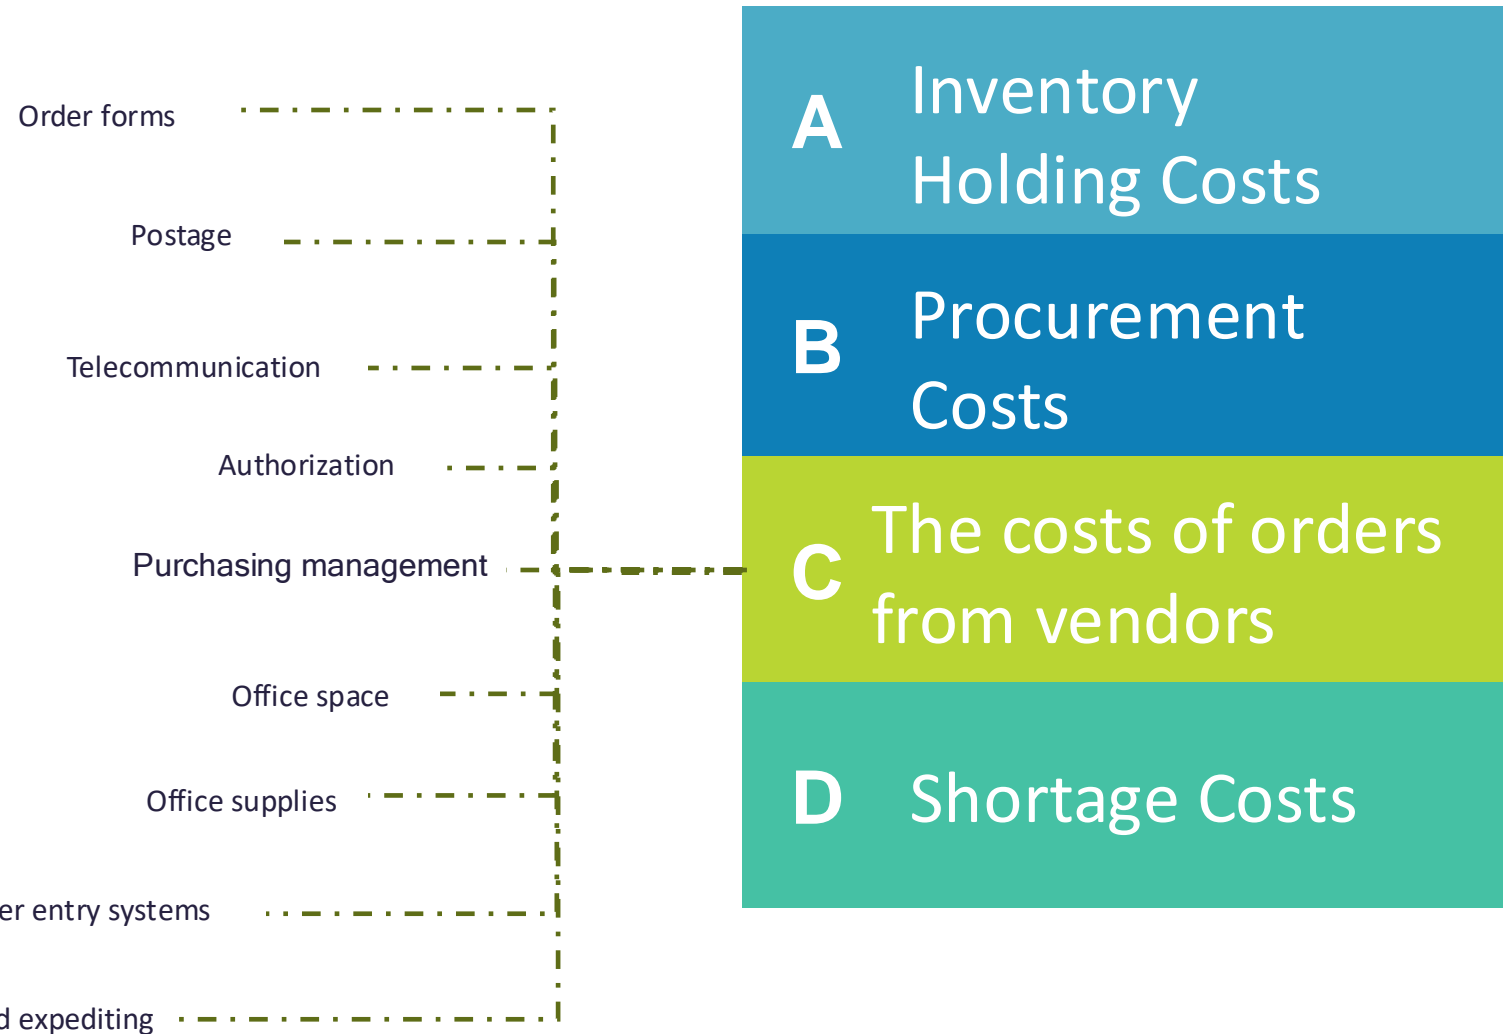 Order forms
Postage
Telecommunication
Authorization
Purchasing management
Office space
Office supplies
er entry systems
d expediting
A
Inventory
Holding Costs
B
Procurement
Costs
C
The costs of orders
from vendors
D
Shortage Costs